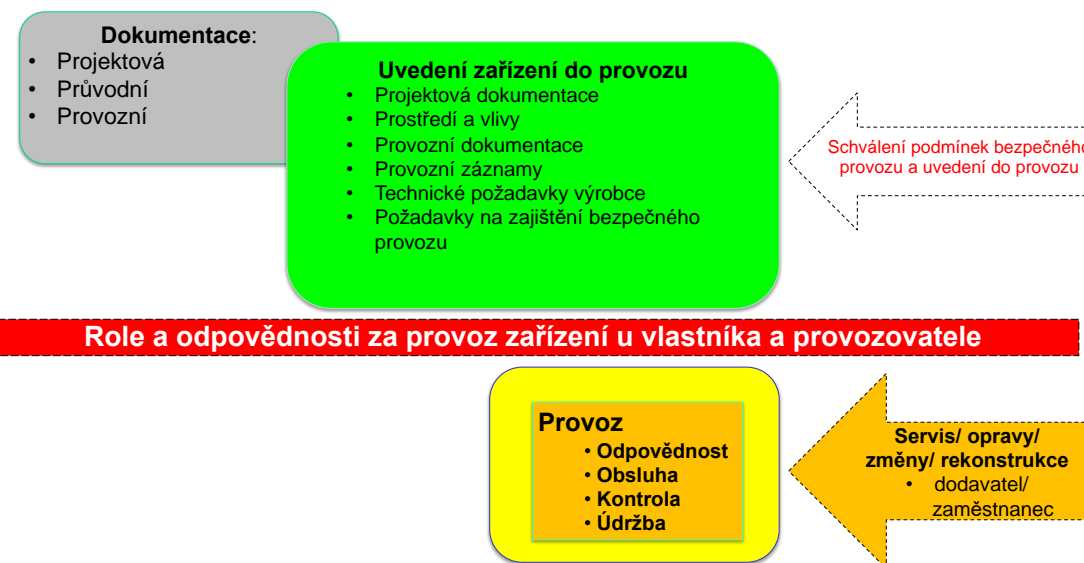 Dokumentace:
• Projektová
• Průvodní
• Provozní
Uvedení zařízení do provozu
• Projektová dokumentace
• Prostředí a vlivy
• Provozní dokumentace
• Provozní záznamy
• Technické požadavky výrobce
• Požadavky na zajištění bezpečného
provozu
Schválení podmínek bezpečného
provozu a uvedení do provozu
Role a odpovědnosti za provoz zařízení u vlastníka a provozovatele
Provoz
• Odpovědnost
• Obsluha
• Kontrola
• Údržba
Servis/ opravy/
změny/ rekonstrukce
• dodavatel/
zaměstnanec